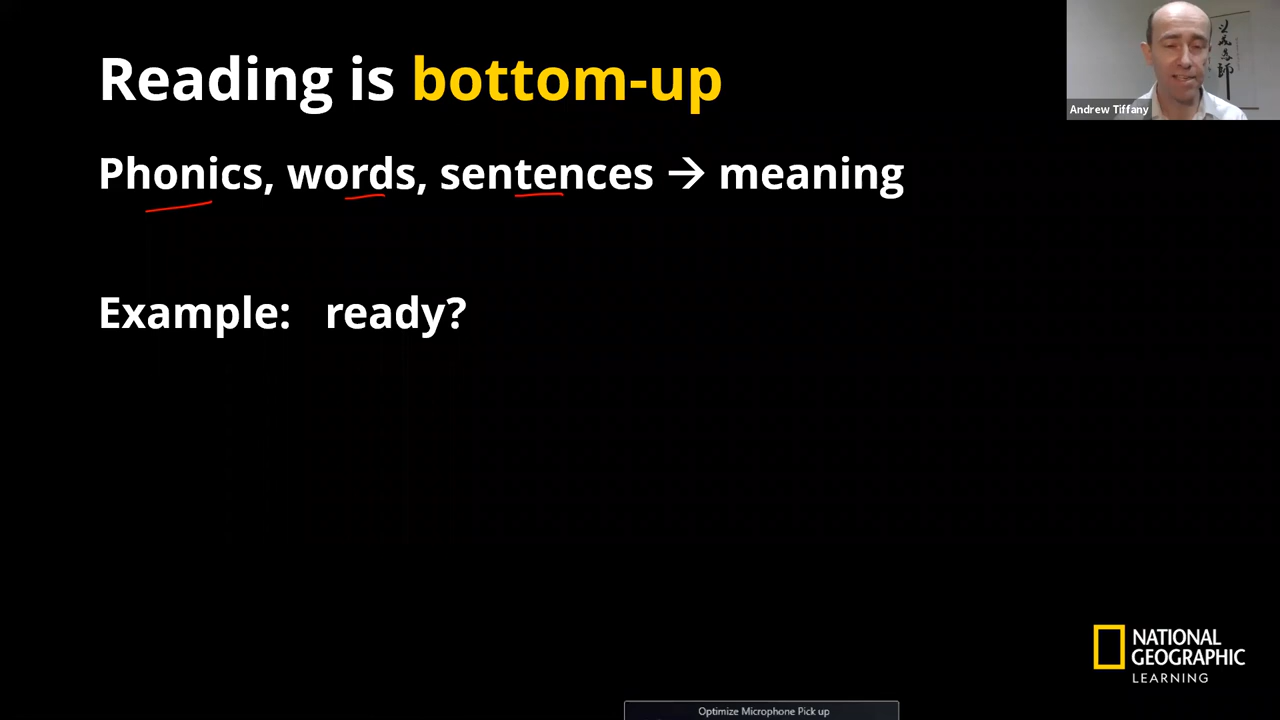 Reading is bottom-up
Andrew Tiffany
Phonics, words, sentences → meaning
Example: ready?
NATIONAL
GEOGRAPHIC
LEARNING
Optimize Microphone Pick up